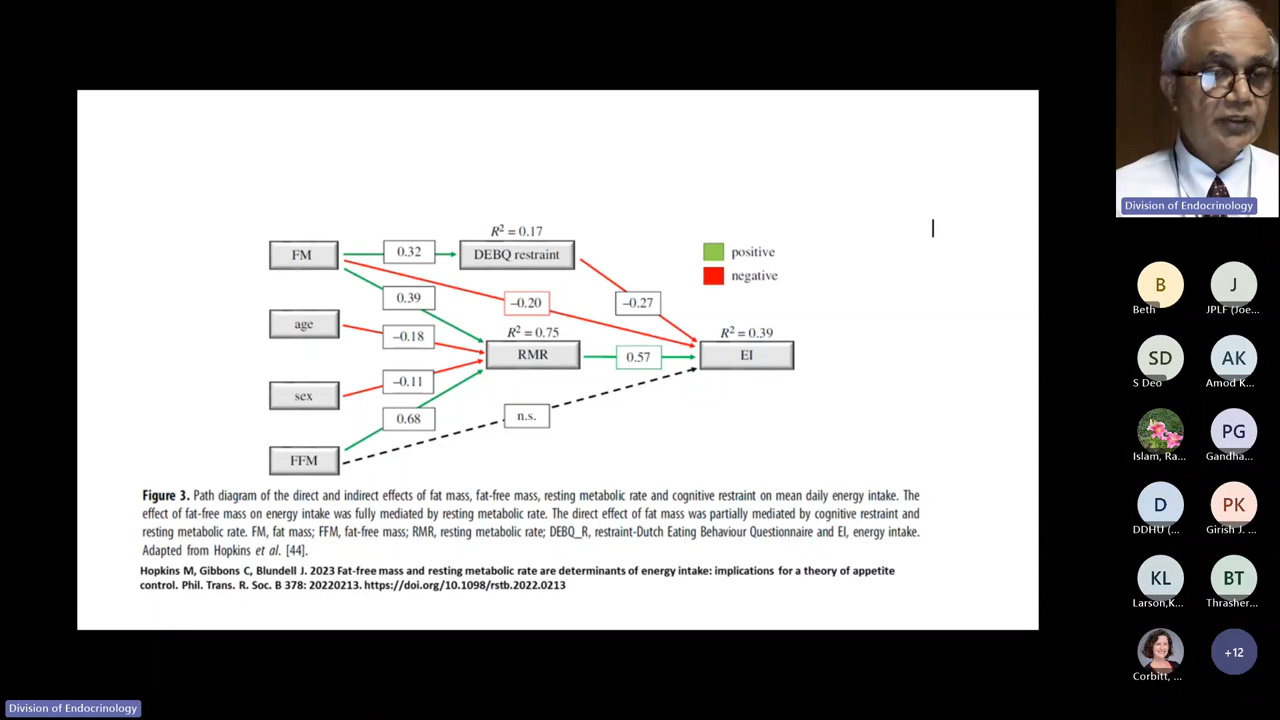 R² = 0.17
FM
0.32
DEBQ restraint
positive
negative
0.39
–0.20
–0.27
age
–0.18
R² = 0.75
R² = 0.39
RMR
0.57
EI
–0.11
sex
0.68
n.s.
FFM
Figure 3. Path diagram of the direct and indirect effects of fat mass, fat-free mass, resting metabolic rate and cognitive restraint on mean daily energy intake. The
effect of fat-free mass on energy intake was fully mediated by resting metabolic rate. The direct effect of fat mass was partially mediated by cognitive restraint and
resting metabolic rate. FM, fat mass; FFM, fat-free mass; RMR, resting metabolic rate; DEBQ_R, restraint-Dutch Eating Behaviour Questionnaire and EI, energy intake.
Adapted from Hopkins et al. [44].
Hopkins M, Gibbons C, Blundell J. 2023 Fat-free mass and resting metabolic rate are determinants of energy intake: implications for a theory of appetite
control. Phil. Trans. R. Soc. B 378: 20220213. https://doi.org/10.1098/rstb.2022.0213
Division of Endocrinology
B
J
Beth
JPLF (Joe...
SD
AK
S Deo
Amod K...
PG
Islam, Ra...
Gandha...
D
PK
DDHU (...
Girish J. ...
KL
BT
Larson,K...
Thrasher...
+12
Corbitt, ...
Division of Endocrinology